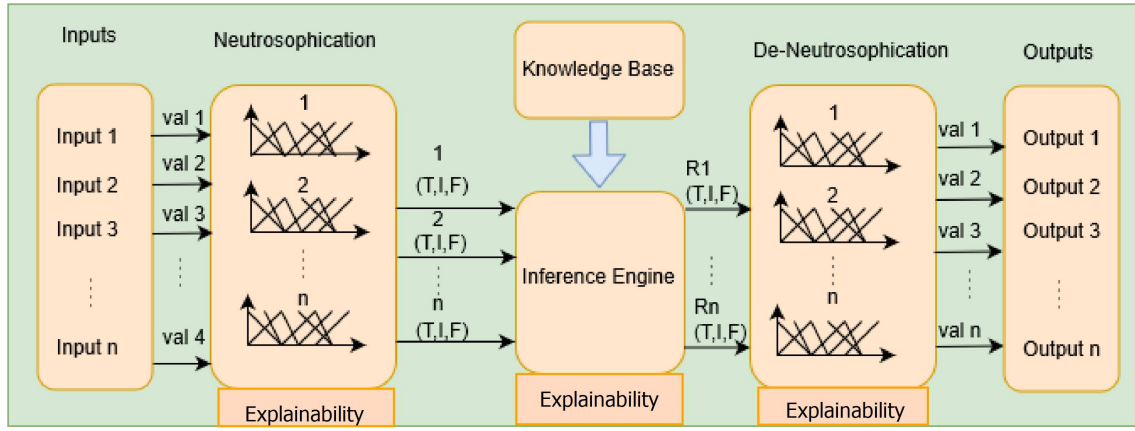 Inputs
Neutrosophication
Knowledge Base
De-Neutrosophication
Outputs
Input 1
Input 2
Input 3
Input n
val 1
val 2
val 3
val 4
1
2
n
Explainability
1
(T,I,F)
2
(T,I,F)
n
(T,I,F)
Inference Engine
Explainability
R1
(T,I,F)
Rn
(T,I,F)
1
2
n
Explainability
val 1
val 2
val 3
val n
Output 1
Output 2
Output 3
Output n